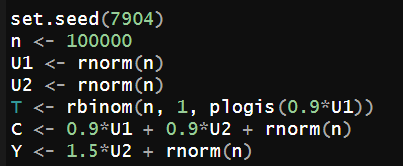 set.seed(7904)
n <- 100000
U1 <- rnorm(n)
U2 <- rnorm(n)
T <- rbinom(n, 1, plogis(0.9*U1))
C <- 0.9*U1 + 0.9*U2 + rnorm(n)
Y <- 1.5*U2 + rnorm(n)